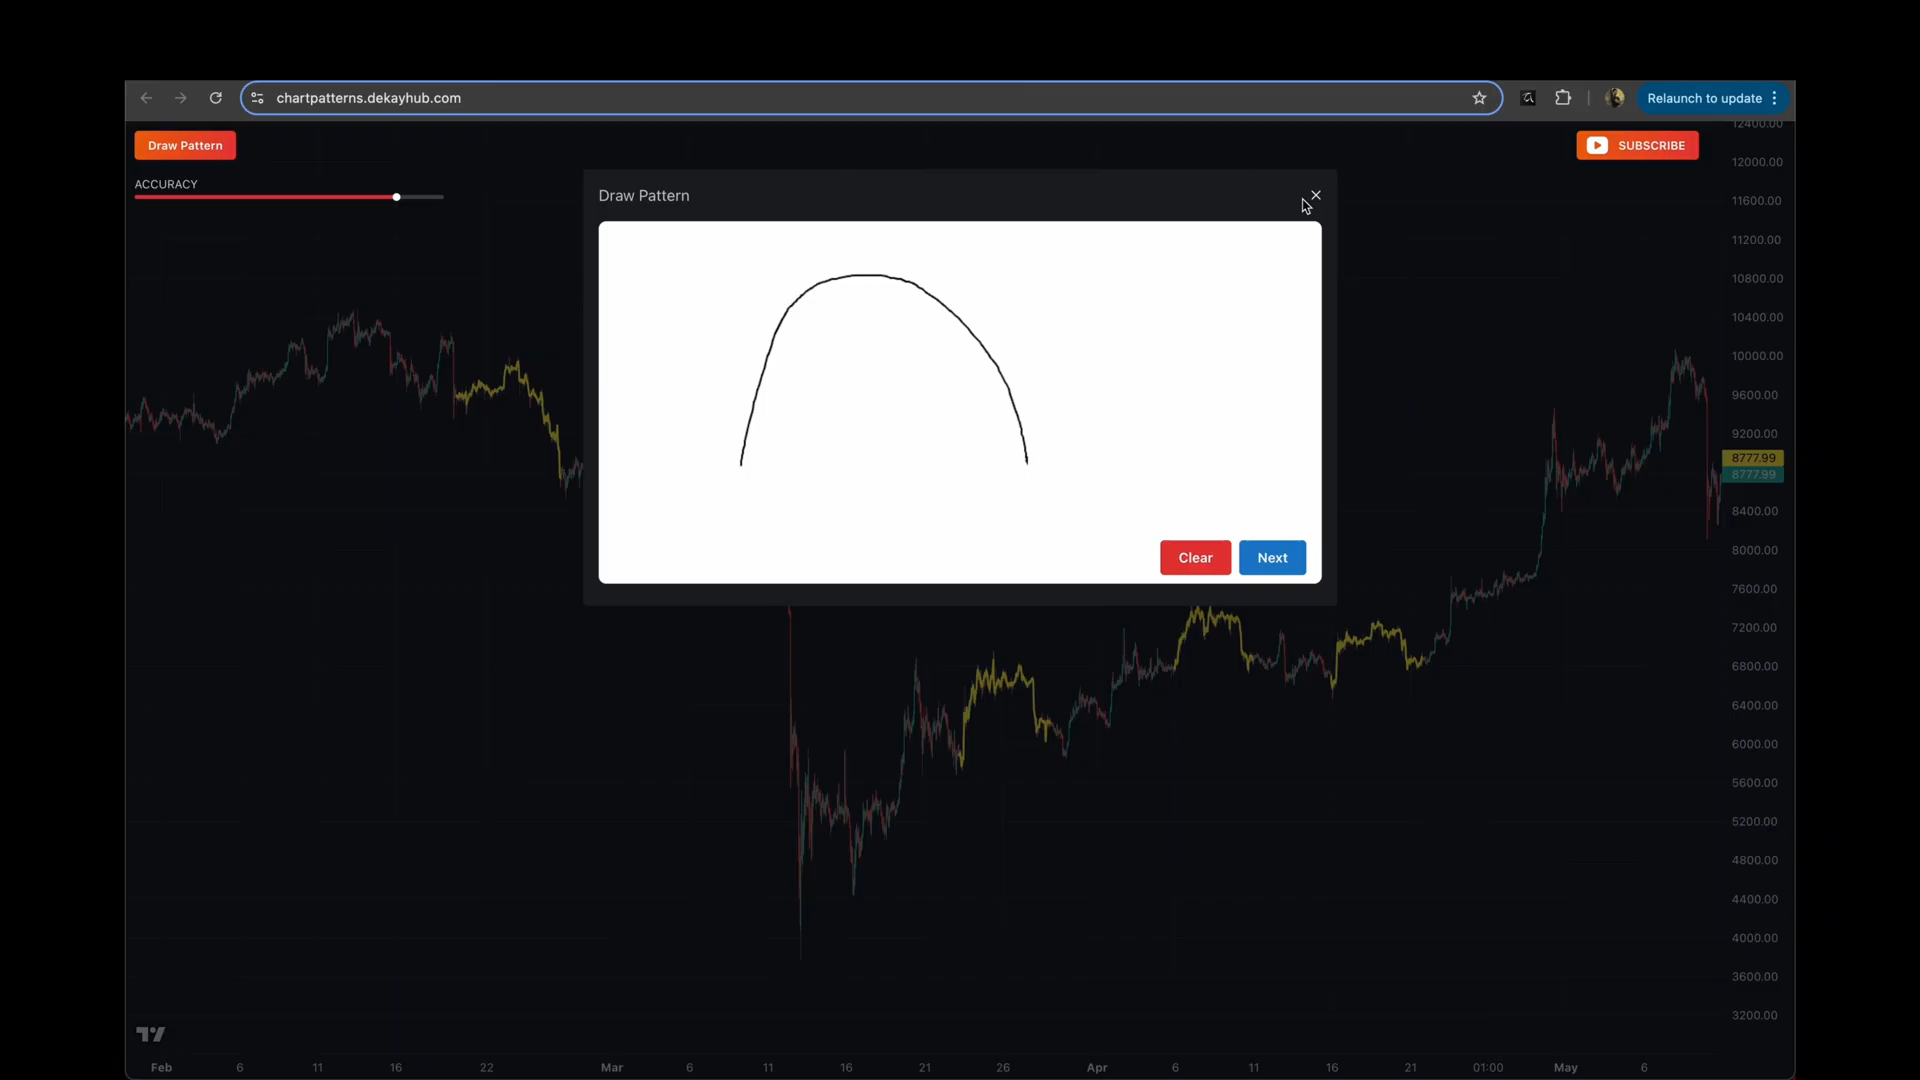 chartpatterns.dekayhub.com
Relaunch to update
Draw Pattern
SUBSCRIBE
ACCURACY
Draw Pattern
Clear
Next
12400.00
12000.00
11600.00
11200.00
10800.00
10400.00
10000.00
9600.00
9200.00
8777.99
8777.99
8400.00
8000.00
7600.00
7200.00
6800.00
6400.00
6000.00
5600.00
5200.00
4800.00
4400.00
4000.00
3600.00
3200.00
Feb 6 11 16 22 Mar 6 11 16 21 26 Apr 6 11 16 21 01:00 May 6